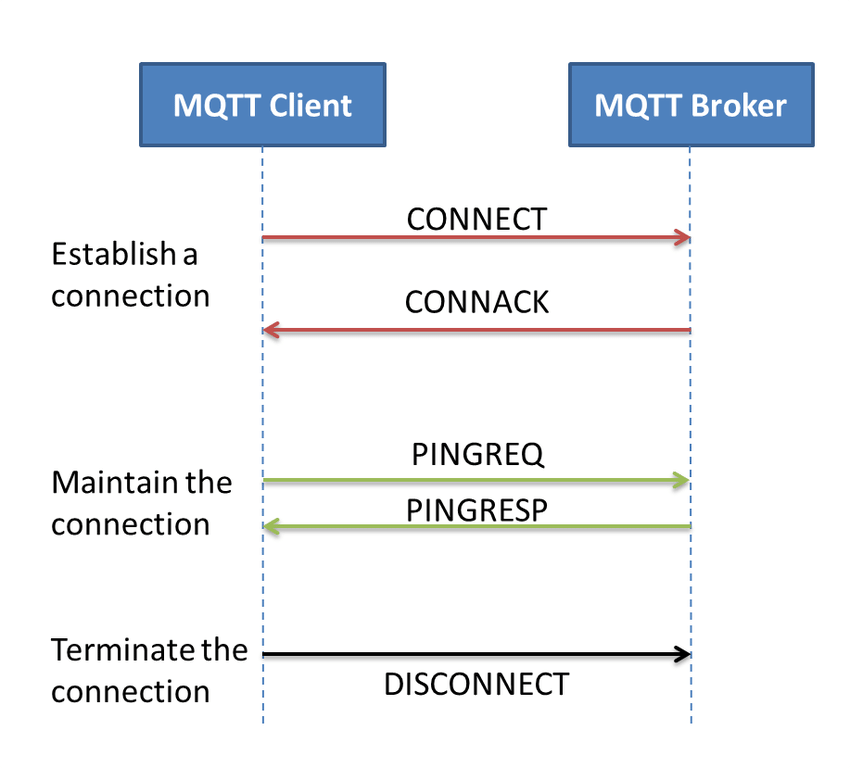 MQTT Client
MQTT Broker
CONNECT
Establish a
connection
CONNACK
PINGREQ
Maintain the
connection
PINGRESP
Terminate the
connection
DISCONNECT